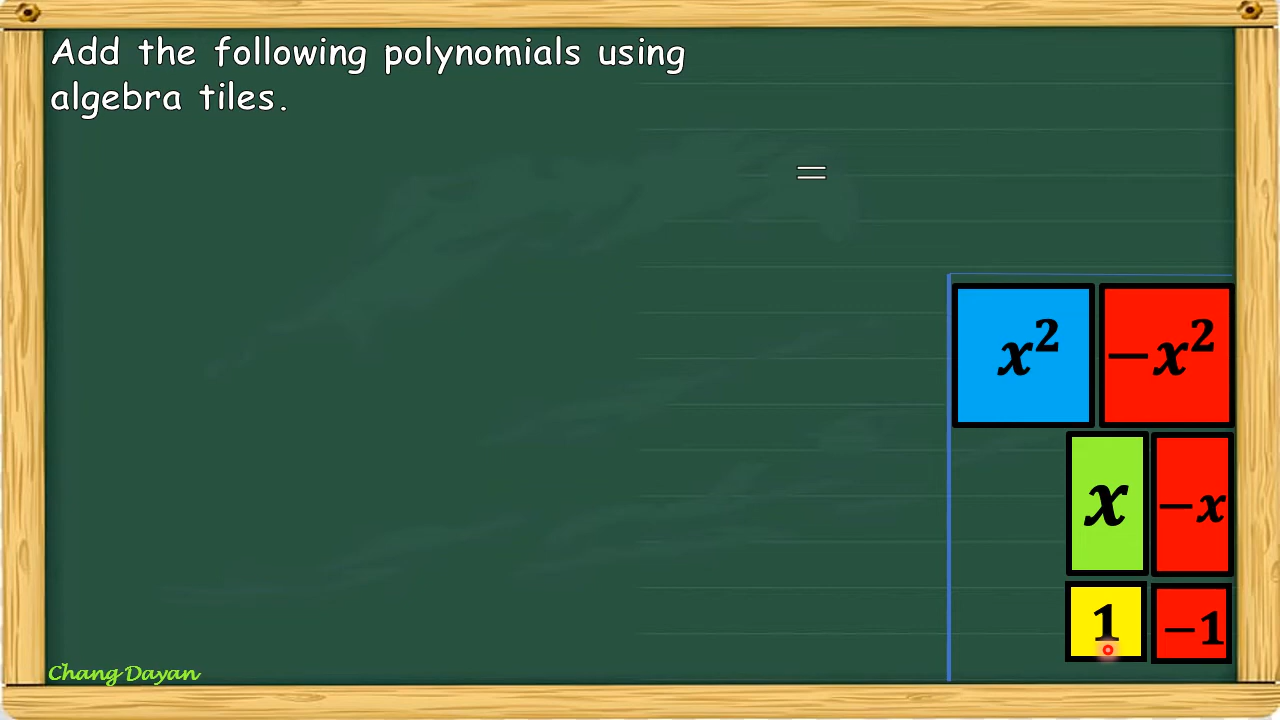 Add the following polynomials using
algebra tiles.
=
x² −x²
x −x
1 −1
Chang Dayan